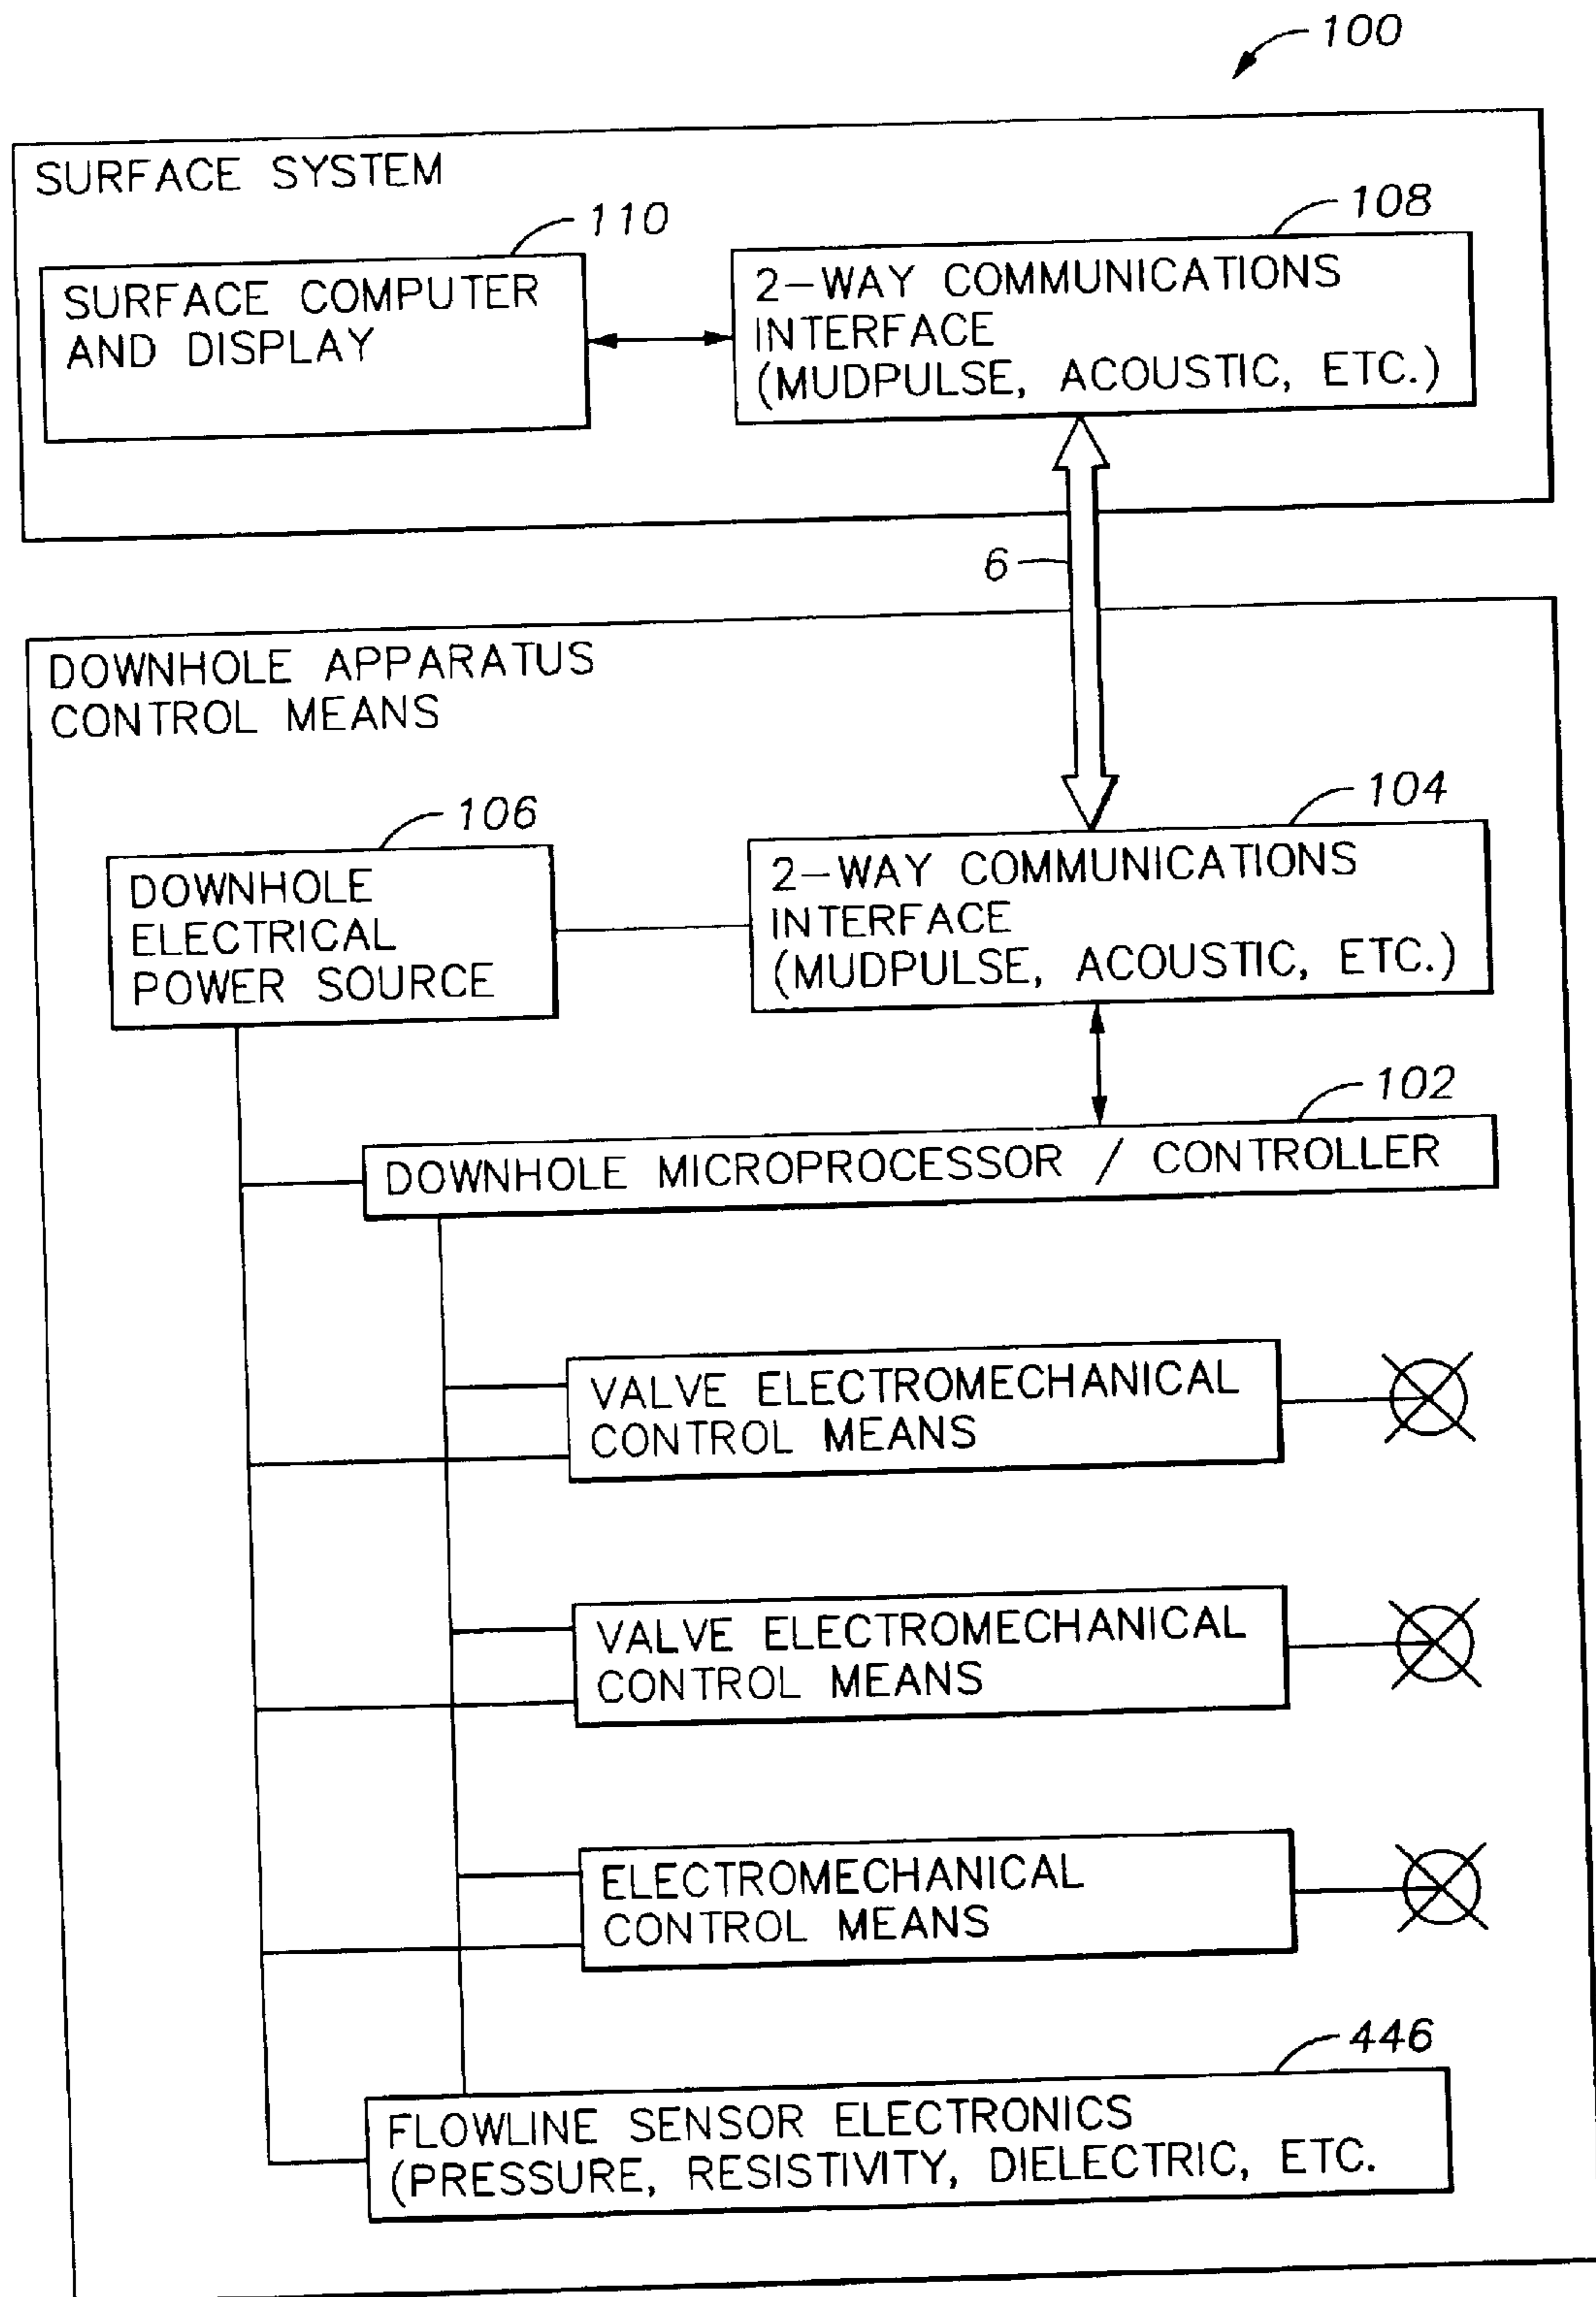 100
SURFACE SYSTEM
110
108
SURFACE COMPUTER
AND DISPLAY
2-WAY COMMUNICATIONS
INTERFACE
(MUDPULSE, ACOUSTIC, ETC.)
6
DOWNHOLE APPARATUS
CONTROL MEANS
106
104
DOWNHOLE
ELECTRICAL
POWER SOURCE
2-WAY COMMUNICATIONS
INTERFACE
(MUDPULSE, ACOUSTIC, ETC.)
102
DOWNHOLE MICROPROCESSOR / CONTROLLER
VALVE ELECTROMECHANICAL
CONTROL MEANS
VALVE ELECTROMECHANICAL
CONTROL MEANS
ELECTROMECHANICAL
CONTROL MEANS
446
FLOWLINE SENSOR ELECTRONICS
(PRESSURE, RESISTIVITY, DIELECTRIC, ETC.